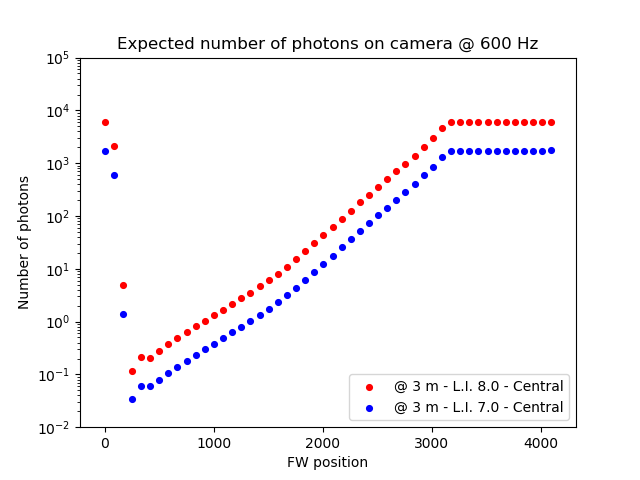 Expected number of photons on camera @ 600 Hz
Number of photons
10^5
10^4
10^3
10^2
10^1
10^0
10^−1
10^−2
@ 3 m - L.I. 8.0 - Central
@ 3 m - L.I. 7.0 - Central
0 1000 2000 3000 4000
FW position